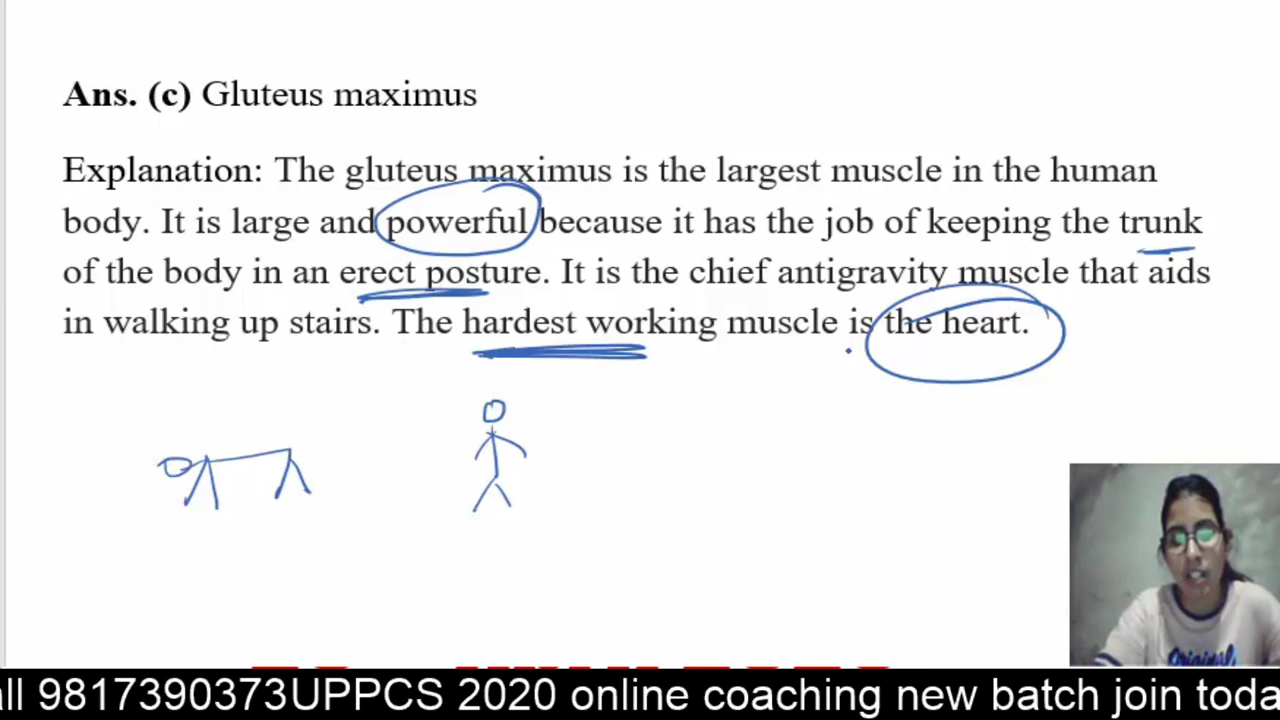 Ans. (c) Gluteus maximus
Explanation: The gluteus maximus is the largest muscle in the human
body. It is large and powerful because it has the job of keeping the trunk
of the body in an erect posture. It is the chief antigravity muscle that aids
in walking up stairs. The hardest working muscle is the heart.
9817390373UPPCS 2020 online coaching new batch join